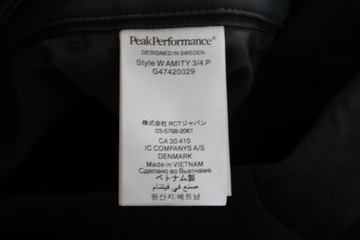 PeakPerformance®
DESIGNED IN SWEDEN
Style W AMITY 3/4 P
G47420029
株式会社 RCTジャパン
03-5768-2061
CA 30 410
IC COMPANYS A/S
DENMARK
Made in VIETNAM
Сделано во Вьетнаме
ベトナム製
صنع في فيتنام
원산지:베트남